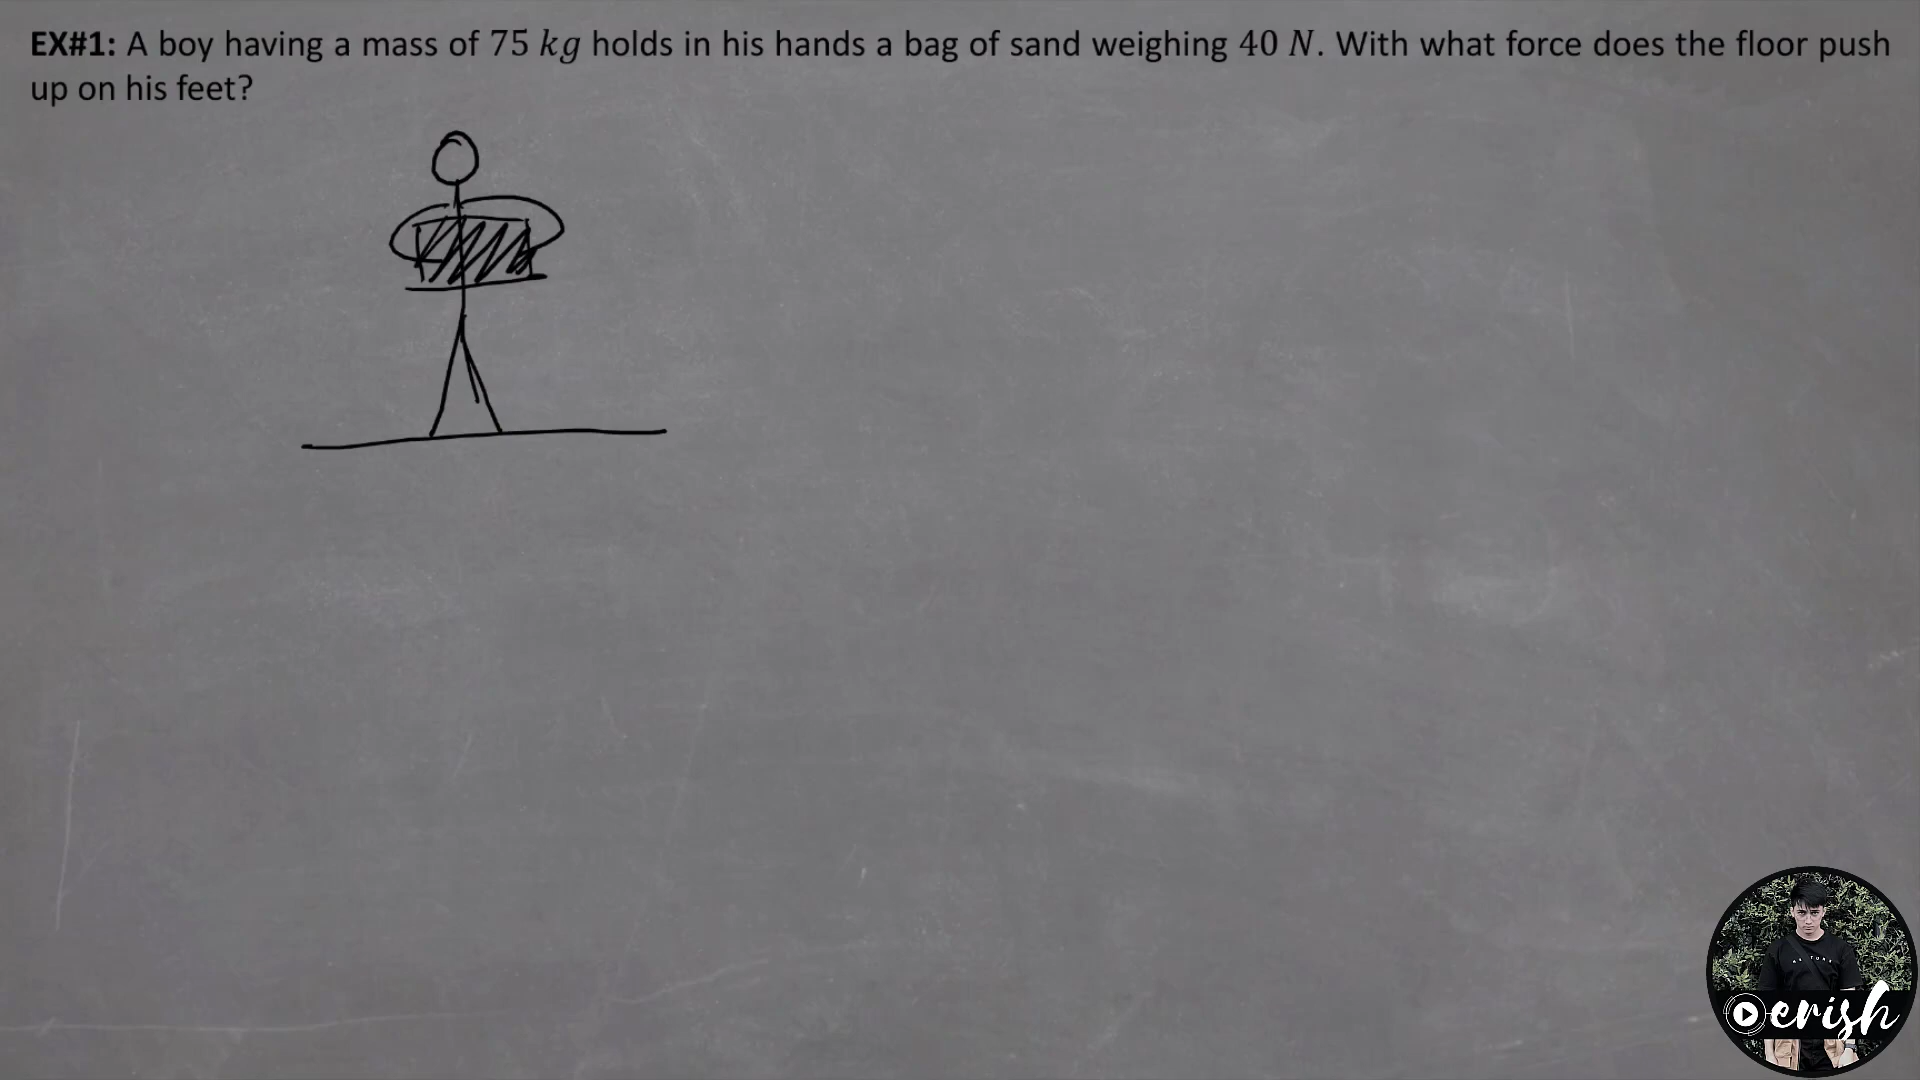 EX#1: A boy having a mass of 75 kg holds in his hands a bag of sand weighing 40 N. With what force does the floor push
up on his feet?
erish